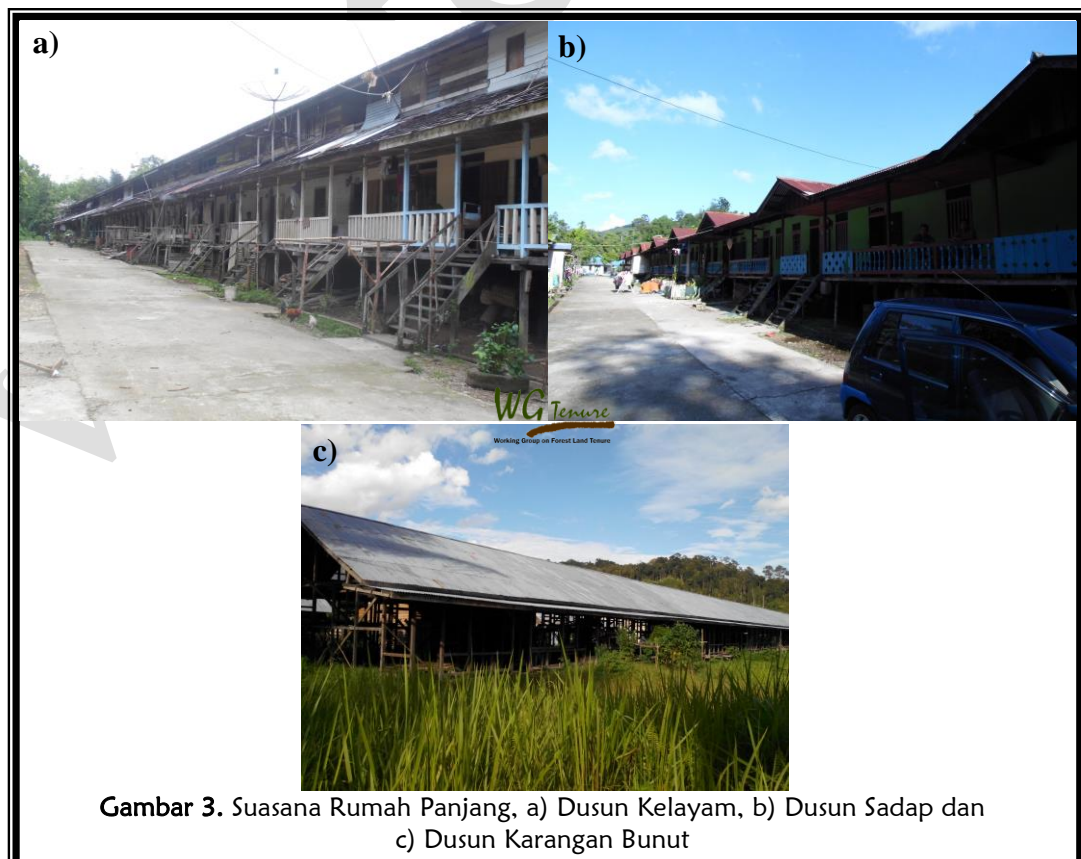 a)
b)
WG Tenure
Working Group on Forest Land Tenure
c)
Gambar 3. Suasana Rumah Panjang, a) Dusun Kelayam, b) Dusun Sadap dan
c) Dusun Karangan Bunut